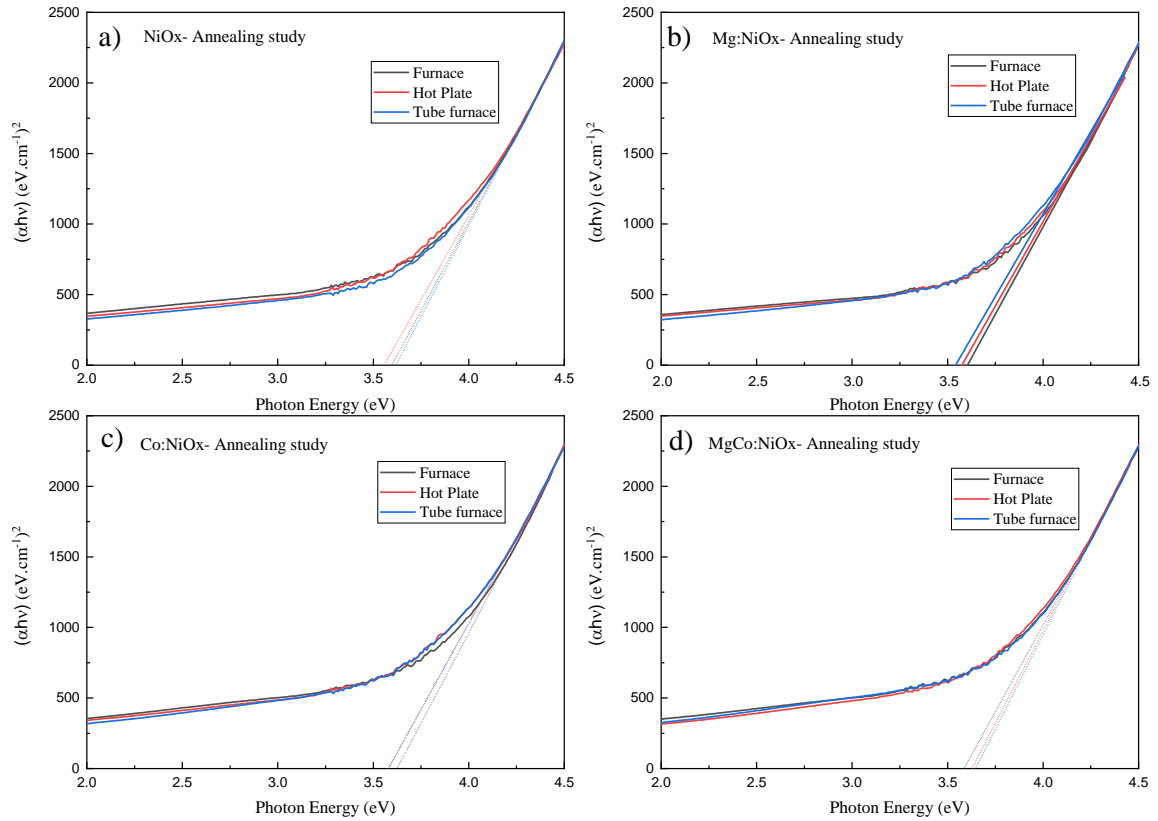 a) NiOx- Annealing study
Furnace
Hot Plate
Tube furnace
(αhν) (eV.cm⁻¹)²
2500
2000
1500
1000
500
0
2.0 2.5 3.0 3.5 4.0 4.5
Photon Energy (eV)
b) Mg:NiOx- Annealing study
Furnace
Hot Plate
Tube furnace
(αhν) (eV.cm⁻¹)²
2500
2000
1500
1000
500
0
2.0 2.5 3.0 3.5 4.0 4.5
Photon Energy (eV)
c) Co:NiOx- Annealing study
Furnace
Hot Plate
Tube furnace
(αhν) (eV.cm⁻¹)²
2500
2000
1500
1000
500
0
2.0 2.5 3.0 3.5 4.0 4.5
Photon Energy (eV)
d) MgCo:NiOx- Annealing study
Furnace
Hot Plate
Tube furnace
(αhν) (eV.cm⁻¹)²
2500
2000
1500
1000
500
0
2.0 2.5 3.0 3.5 4.0 4.5
Photon Energy (eV)